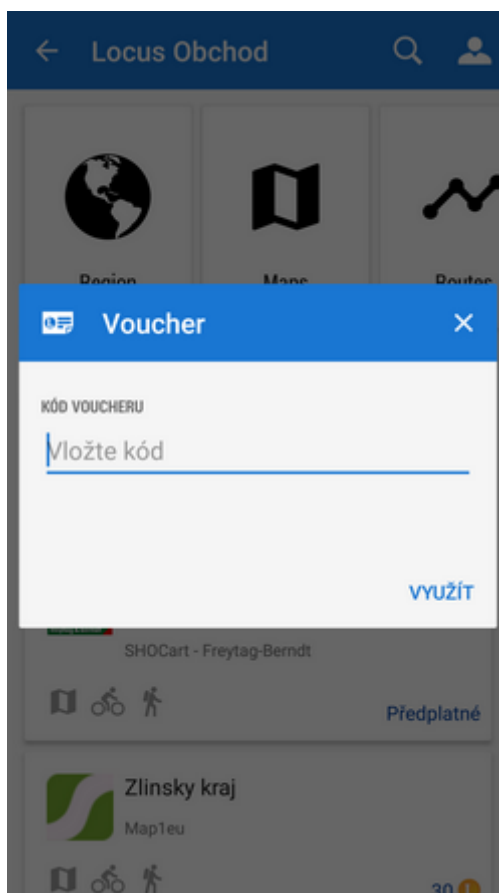 Locus Obchod
Region
Maps
Routes
Voucher
KÓD VOUCHERU
Vložte kód
VYUŽÍT
SHOCart - Freytag-Berndt
Předplatné
Zlinsky kraj
Map1eu
30